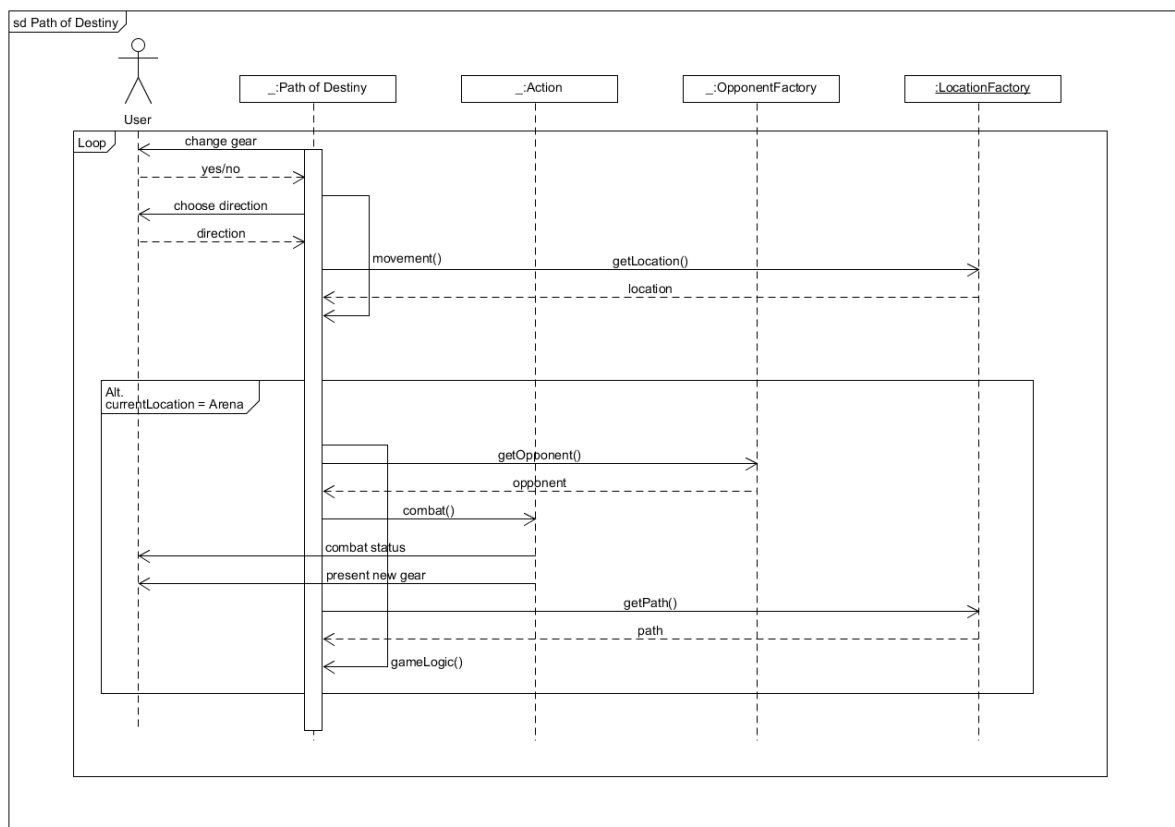 sd Path of Destiny
_:Path of Destiny
_:Action
_:OpponentFactory
:LocationFactory
User
Loop
change gear
yes/no
choose direction
direction
movement()
getLocation()
location
Alt.
currentLocation = Arena
getOpponent()
opponent
combat()
combat status
present new gear
getPath()
path
gameLogic()